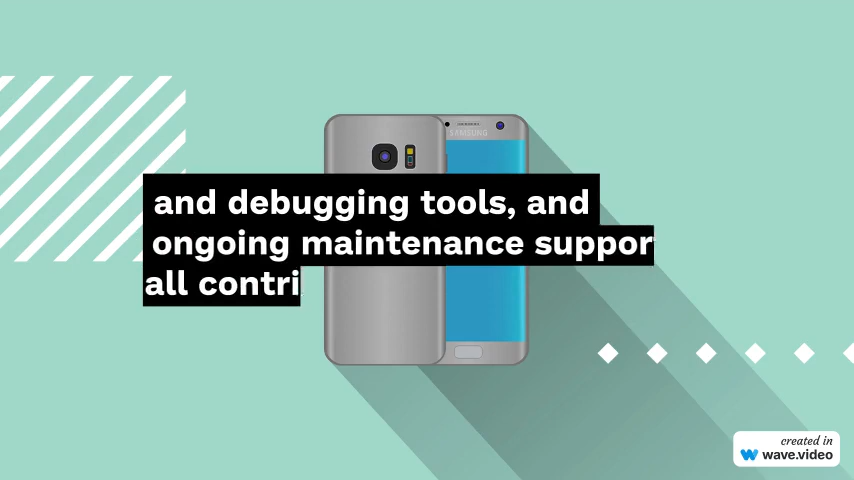 SAMSUNG
and debugging tools, and
ongoing maintenance suppor
all contri
created in
wave.video